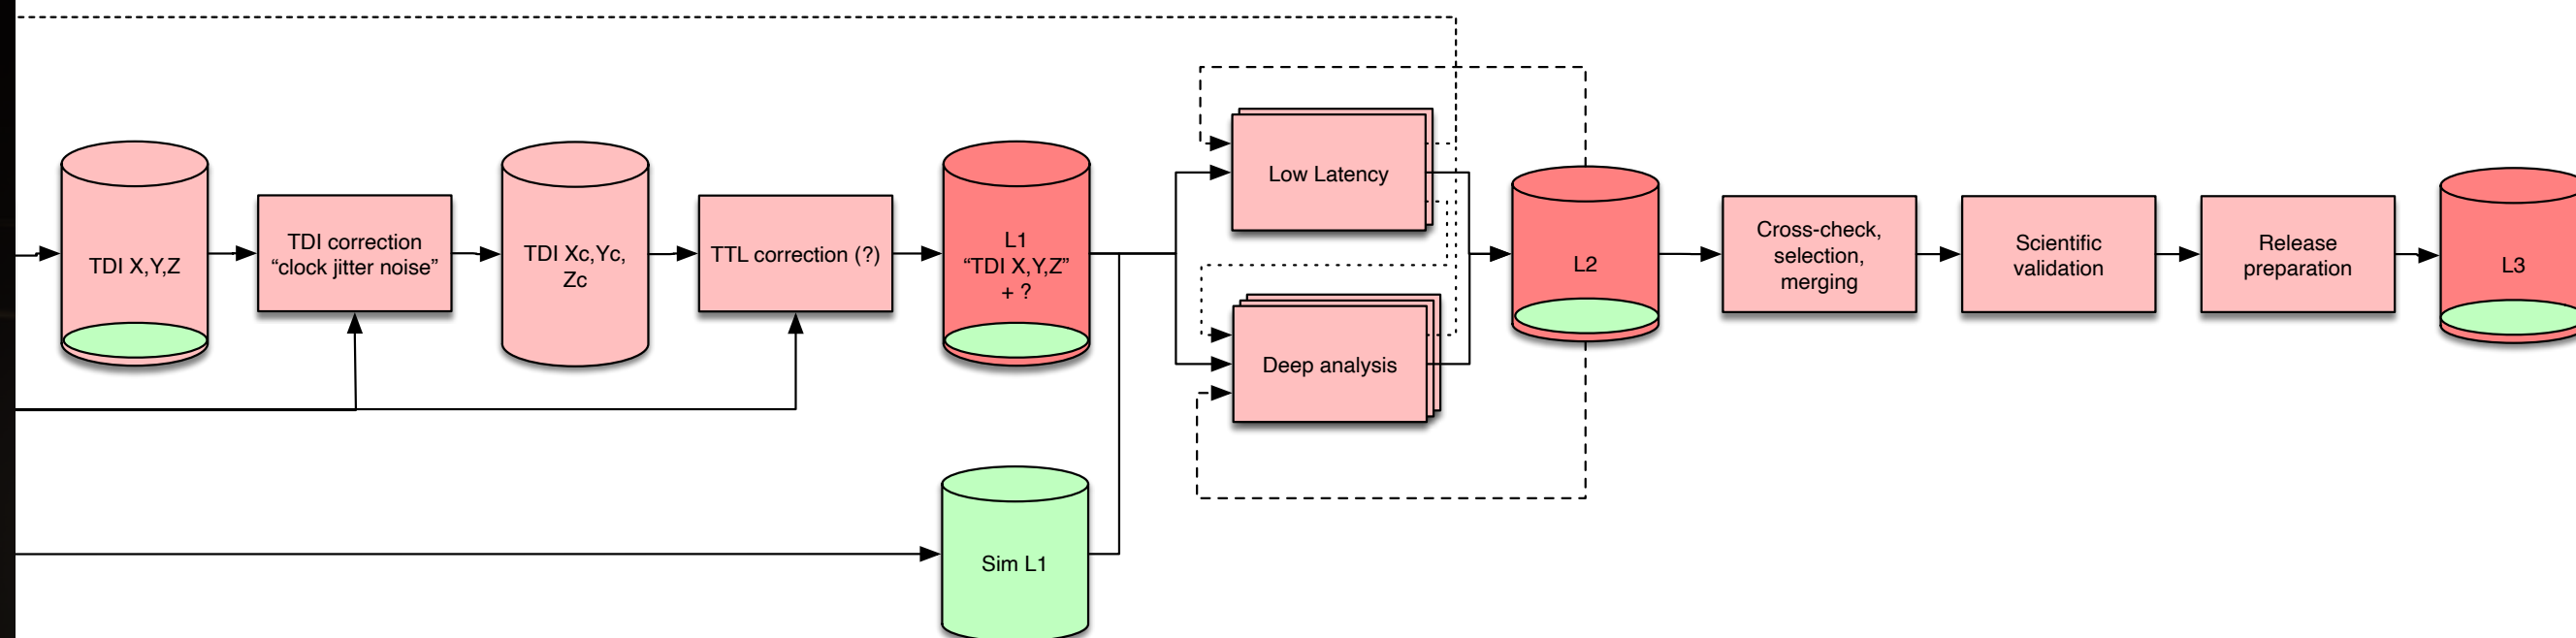 TDI X,Y,Z
TDI correction
“clock jitter noise”
TDI Xc,Yc,
Zc
TTL correction (?)
L1
“TDI X,Y,Z”
+ ?
Sim L1
Low Latency
Deep analysis
L2
Cross-check,
selection,
merging
Scientific
validation
Release
preparation
L3